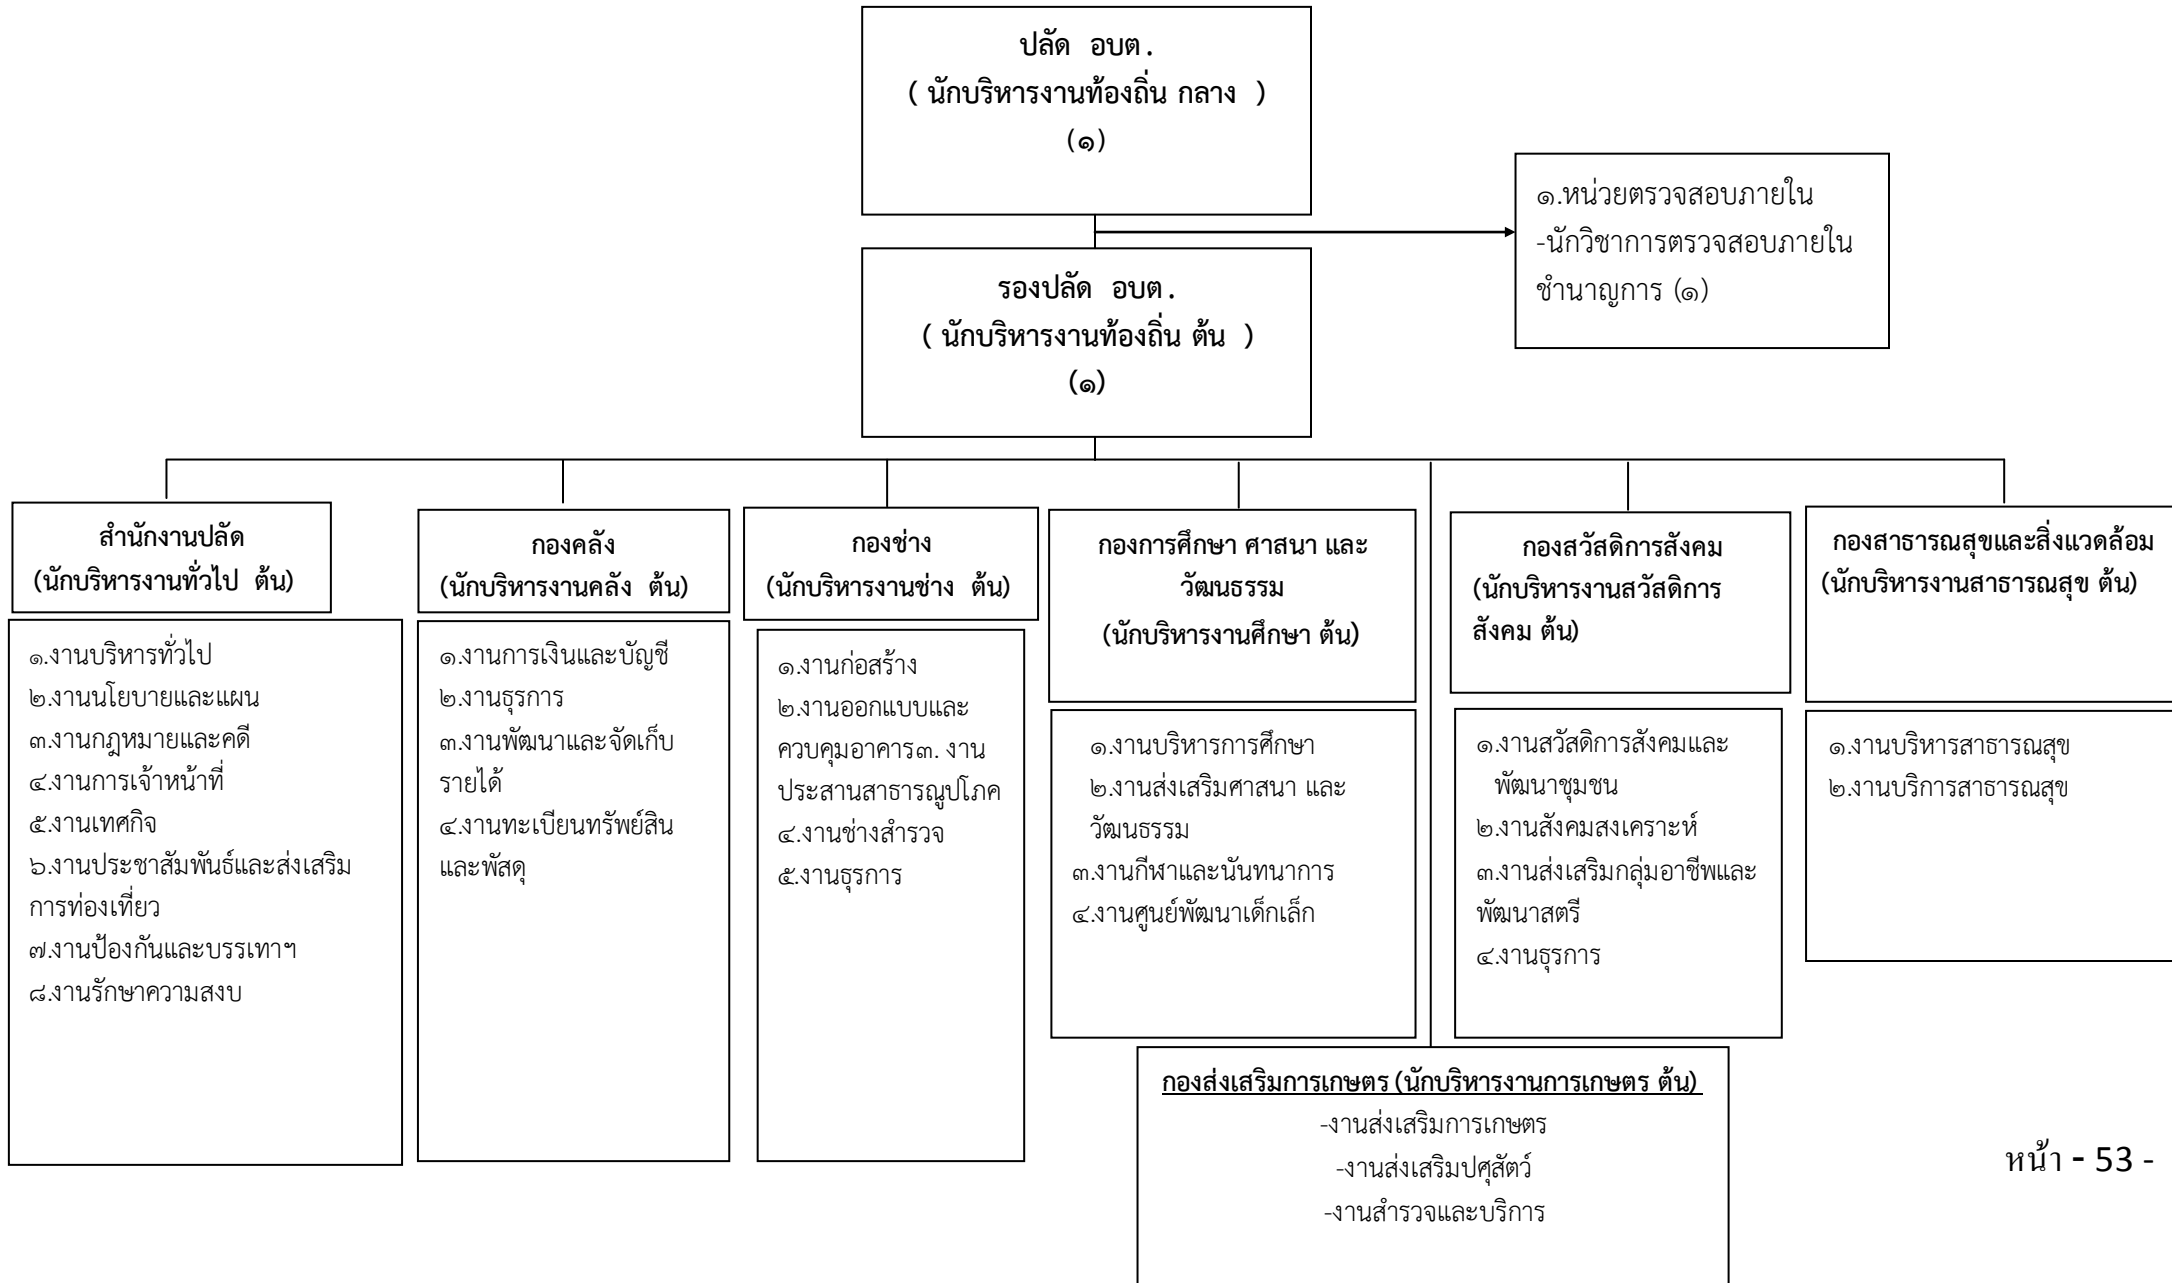 ปลัด อบต.
( นักบริหารงานท้องถิ่น กลาง )
(๑)
๑.หน่วยตรวจสอบภายใน
-นักวิชาการตรวจสอบภายใน
ชำนาญการ (๑)
รองปลัด อบต.
( นักบริหารงานท้องถิ่น ต้น )
(๑)
สำนักงานปลัด
(นักบริหารงานทั่วไป ต้น)
๑.งานบริหารทั่วไป
๒.งานนโยบายและแผน
๓.งานกฎหมายและคดี
๔.งานการเจ้าหน้าที่
๕.งานเทศกิจ
๖.งานประชาสัมพันธ์และส่งเสริม
การท่องเที่ยว
๗.งานป้องกันและบรรเทาฯ
๘.งานรักษาความสงบ
กองคลัง
(นักบริหารงานคลัง ต้น)
๑.งานการเงินและบัญชี
๒.งานธุรการ
๓.งานพัฒนาและจัดเก็บ
รายได้
๔.งานทะเบียนทรัพย์สิน
และพัสดุ
กองช่าง
(นักบริหารงานช่าง ต้น)
๑.งานก่อสร้าง
๒.งานออกแบบและ
ควบคุมอาคาร๓. งาน
ประสานสาธารณูปโภค
๔.งานช่างสำรวจ
๕.งานธุรการ
กองการศึกษา ศาสนา และ
วัฒนธรรม
(นักบริหารงานศึกษา ต้น)
๑.งานบริหารการศึกษา
๒.งานส่งเสริมศาสนา และ
วัฒนธรรม
๓.งานกีฬาและนันทนาการ
๔.งานศูนย์พัฒนาเด็กเล็ก
กองสวัสดิการสังคม
(นักบริหารงานสวัสดิการ
สังคม ต้น)
๑.งานสวัสดิการสังคมและ
พัฒนาชุมชน
๒.งานสังคมสงเคราะห์
๓.งานส่งเสริมกลุ่มอาชีพและ
พัฒนาสตรี
๔.งานธุรการ
กองสาธารณสุขและสิ่งแวดล้อม
(นักบริหารงานสาธารณสุข ต้น)
๑.งานบริหารสาธารณสุข
๒.งานบริการสาธารณสุข
กองส่งเสริมการเกษตร (นักบริหารงานการเกษตร ต้น)
-งานส่งเสริมการเกษตร
-งานส่งเสริมปศุสัตว์
-งานสำรวจและบริการ
หน้า - 53 -